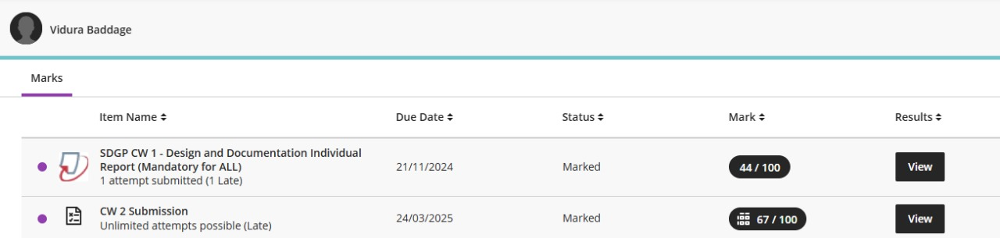 Vidura Baddage
Marks
Item Name Due Date Status Mark Results
SDGP CW 1 - Design and Documentation Individual
Report (Mandatory for ALL)
1 attempt submitted (1 Late)
21/11/2024 Marked 44 / 100 View
CW 2 Submission
Unlimited attempts possible (Late)
24/03/2025 Marked 67 / 100 View